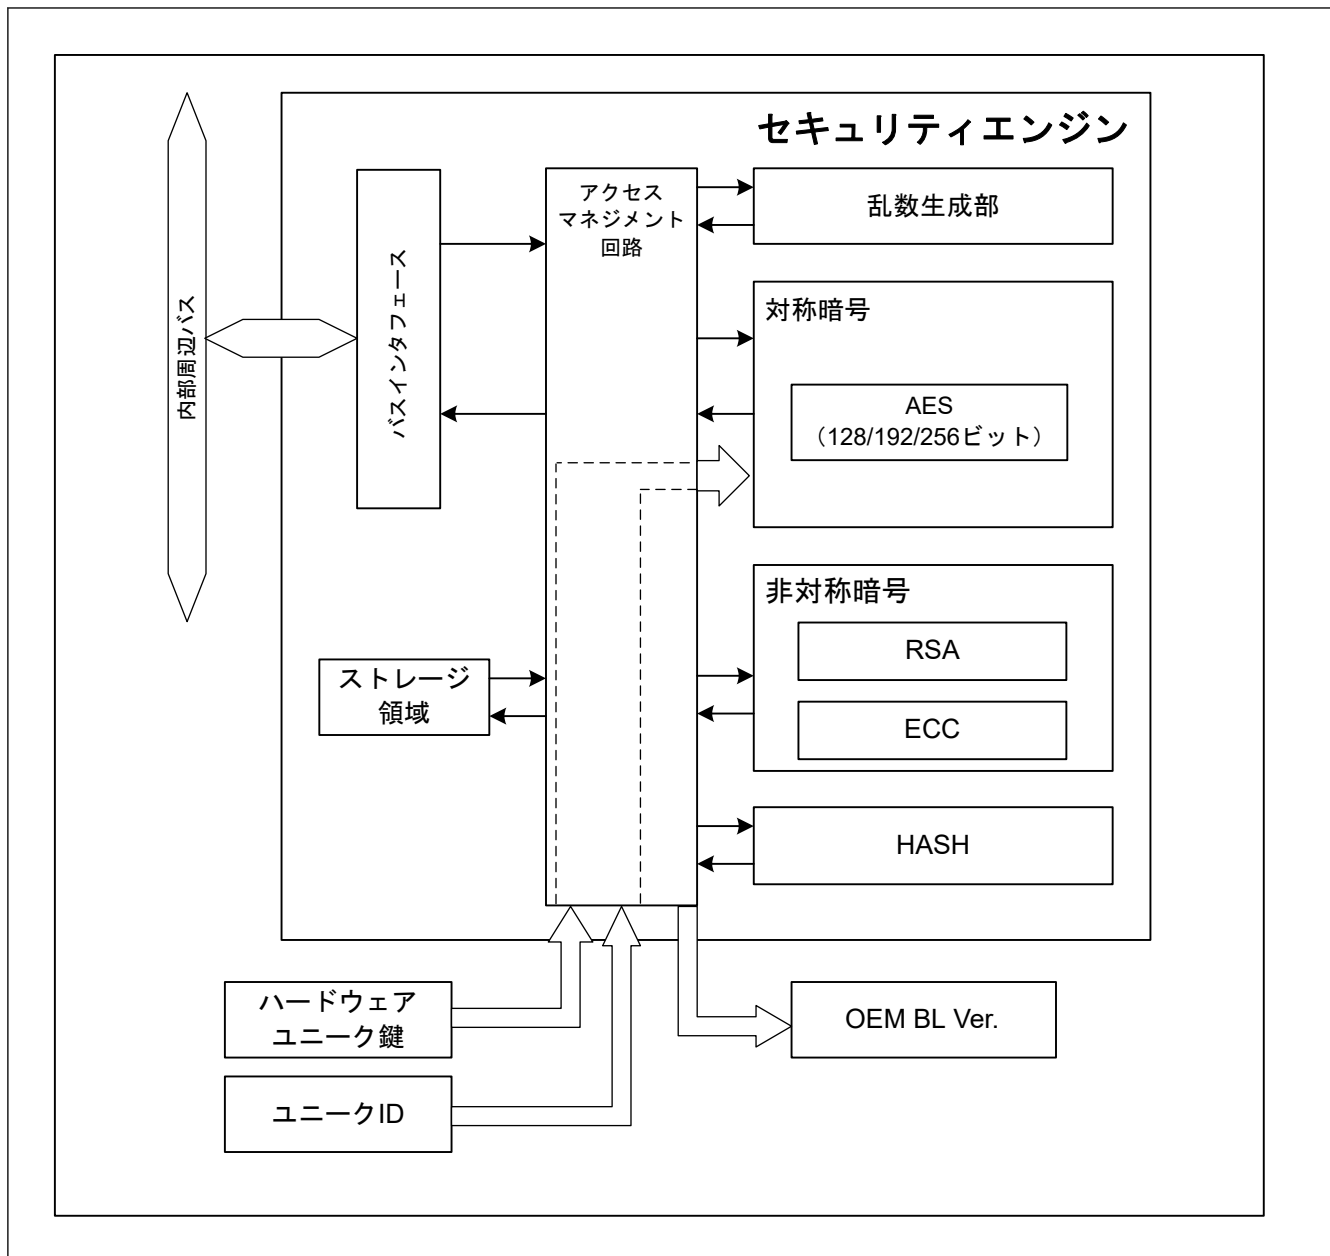 セキュリティエンジン
内部周辺バス
バスインタフェース
アクセス
マネジメント
回路
乱数生成部
対称暗号
AES
（128/192/256ビット）
非対称暗号
RSA
ECC
ストレージ
領域
HASH
ハードウェア
ユニーク鍵
OEM BL Ver.
ユニークID